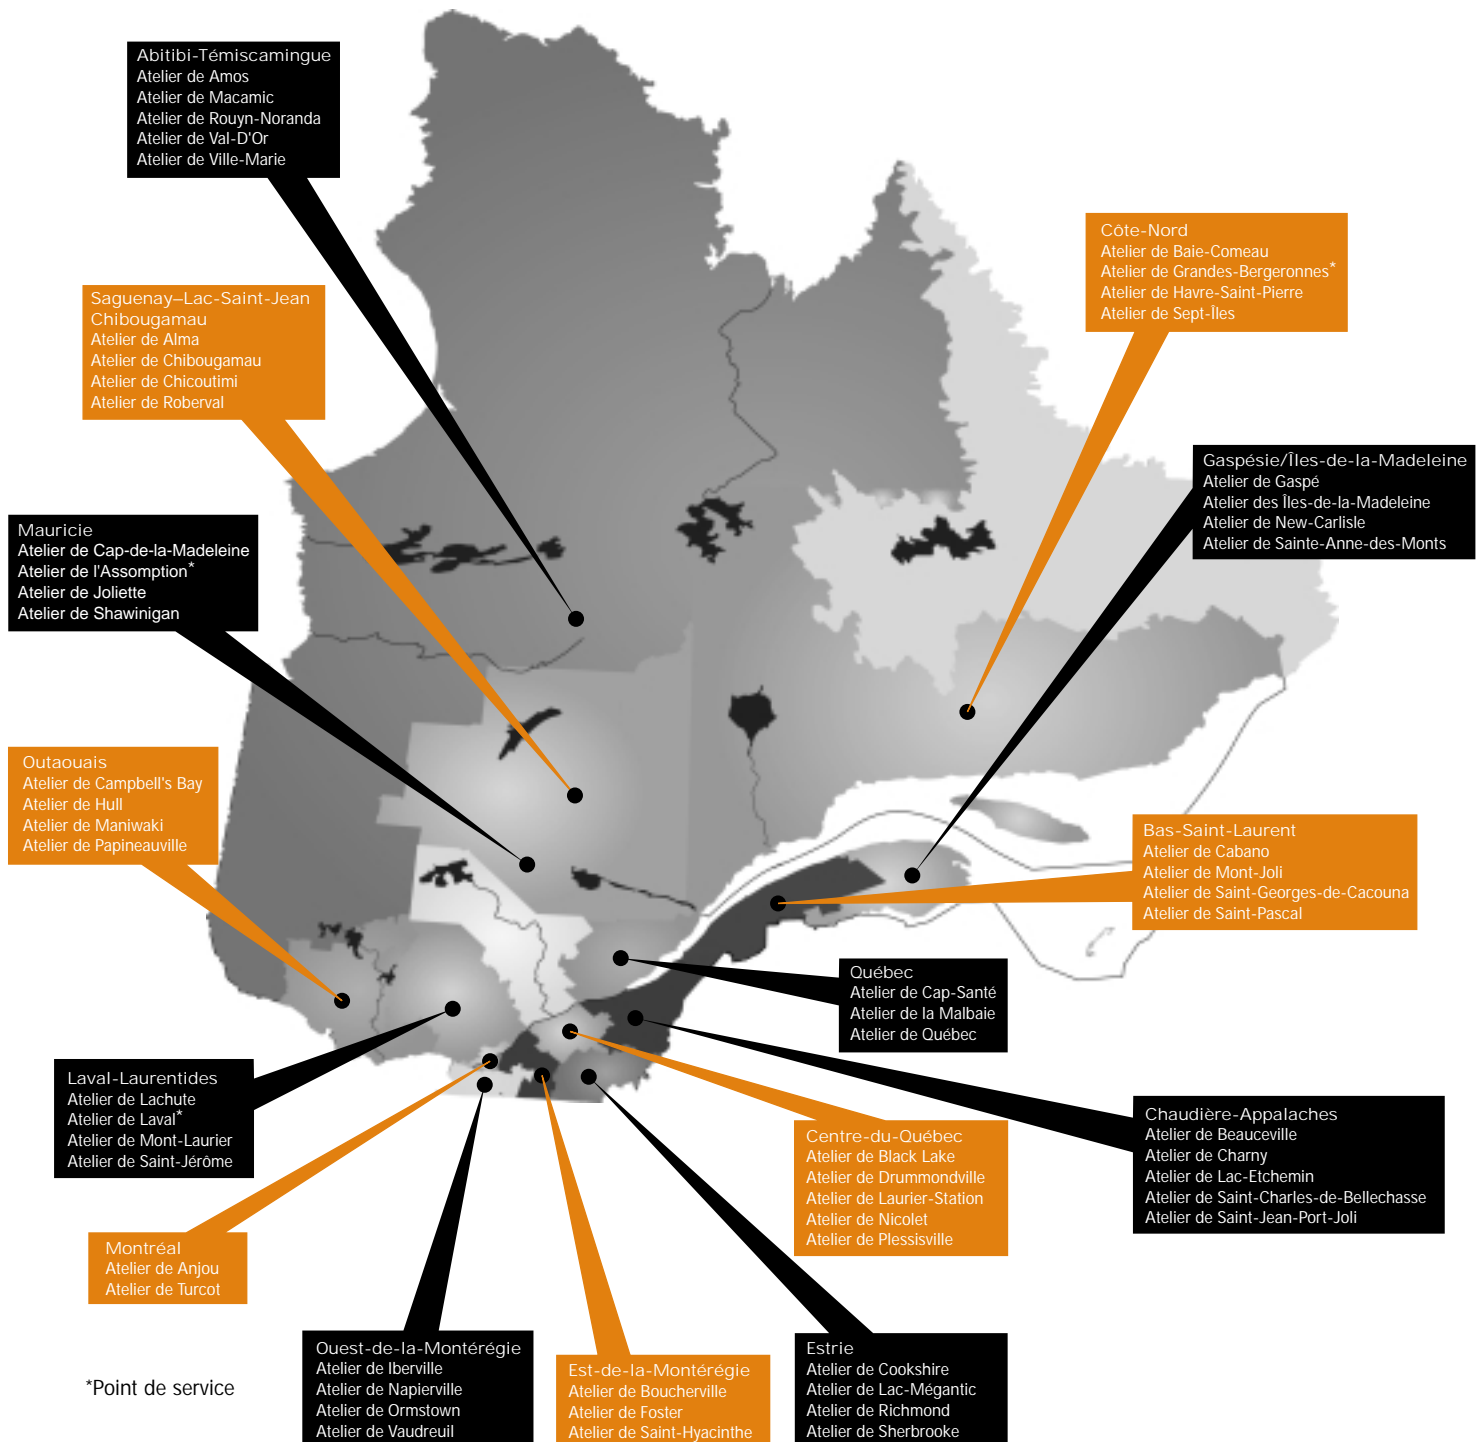 Abitibi-Témiscamingue
Atelier de Amos
Atelier de Macamic
Atelier de Rouyn-Noranda
Atelier de Val-D'Or
Atelier de Ville-Marie
Côte-Nord
Atelier de Baie-Comeau
Atelier de Grandes-Bergeronnes*
Atelier de Havre-Saint-Pierre
Atelier de Sept-Îles
Saguenay–Lac-Saint-Jean
Chibougamau
Atelier de Alma
Atelier de Chibougamau
Atelier de Chicoutimi
Atelier de Roberval
Gaspésie/Îles-de-la-Madeleine
Atelier de Gaspé
Atelier des Îles-de-la-Madeleine
Atelier de New-Carlisle
Atelier de Sainte-Anne-des-Monts
Mauricie
Atelier de Cap-de-la-Madeleine
Atelier de l'Assomption*
Atelier de Joliette
Atelier de Shawinigan
Outaouais
Atelier de Campbell's Bay
Atelier de Hull
Atelier de Maniwaki
Atelier de Papineauville
Bas-Saint-Laurent
Atelier de Cabano
Atelier de Mont-Joli
Atelier de Saint-Georges-de-Cacouna
Atelier de Saint-Pascal
Québec
Atelier de Cap-Santé
Atelier de la Malbaie
Atelier de Québec
Laval-Laurentides
Atelier de Lachute
Atelier de Laval*
Atelier de Mont-Laurier
Atelier de Saint-Jérôme
Centre-du-Québec
Atelier de Black Lake
Atelier de Drummondville
Atelier de Laurier-Station
Atelier de Nicolet
Atelier de Plessisville
Chaudière-Appalaches
Atelier de Beauceville
Atelier de Charny
Atelier de Lac-Etchemin
Atelier de Saint-Charles-de-Bellechasse
Atelier de Saint-Jean-Port-Joli
Montréal
Atelier de Anjou
Atelier de Turcot
Ouest-de-la-Montérégie
Atelier de Iberville
Atelier de Napierville
Atelier de Ormstown
Atelier de Vaudreuil
Est-de-la-Montérégie
Atelier de Boucherville
Atelier de Foster
Atelier de Saint-Hyacinthe
Estrie
Atelier de Cookshire
Atelier de Lac-Mégantic
Atelier de Richmond
Atelier de Sherbrooke
*Point de service